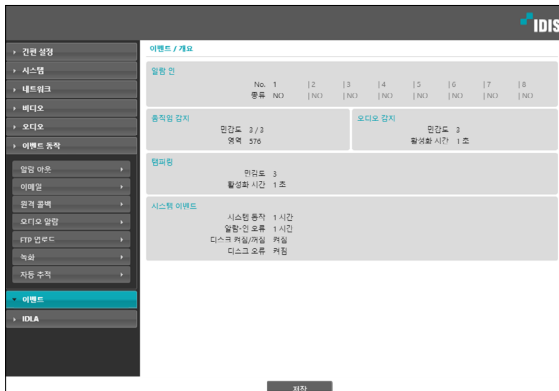 IDIS
간편 설정
시스템
네트워크
비디오
오디오
이벤트 동작
알람 아웃
이메일
원격 콜백
오디오 알람
FTP 업로드
녹화
자동 추적
이벤트
IDLA
이벤트 / 개요
알람 인
No. 1 |2 |3 |4 |5 |6 |7 |8
종류 NO |NO |NO |NO |NO |NO |NO |NO
움직임 감지
민감도 3 / 3
영역 576
오디오 감지
민감도 3
활성화 시간 1 초
탬퍼링
민감도 3
활성화 시간 1 초
시스템 이벤트
시스템 동작 1 시간
알람-인 오류 1 시간
디스크 켜짐/꺼짐 켜짐
디스크 오류 켜짐
저장